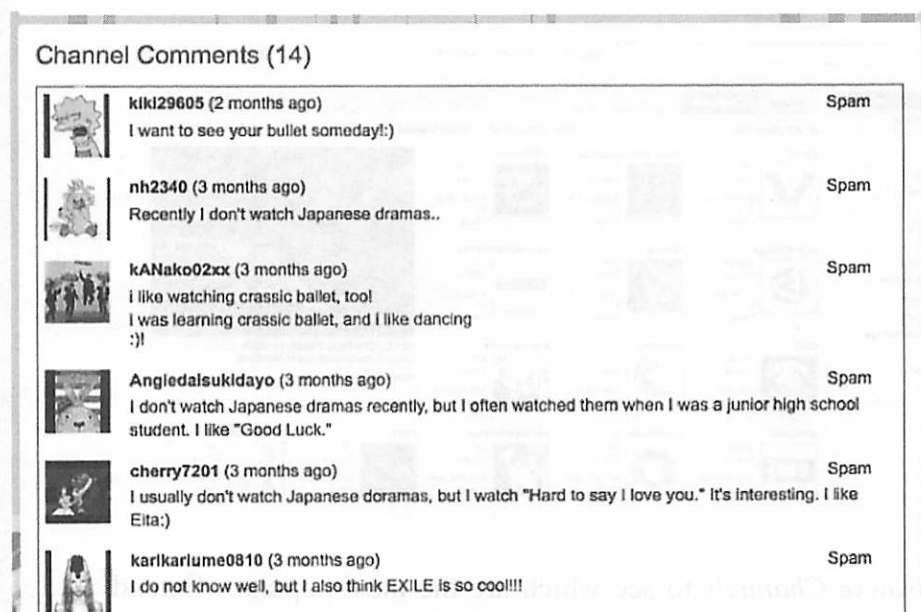 Channel Comments (14)
kiki29605 (2 months ago) Spam
I want to see your bullet someday!:)
nh2340 (3 months ago) Spam
Recently I don't watch Japanese dramas..
kANako02xx (3 months ago) Spam
i like watching crassic ballet, too!
I was learning crassic ballet, and i like dancing
:)!
Angiedaisukidayo (3 months ago) Spam
I don't watch Japanese dramas recently, but I often watched them when I was a junior high school
student. I like "Good Luck."
cherry7201 (3 months ago) Spam
I usually don't watch Japanese doramas, but I watch "Hard to say I love you." It's interesting. I like
Eita:)
karikariume0810 (3 months ago) Spam
I do not know well, but I also think EXILE is so cool!!!!